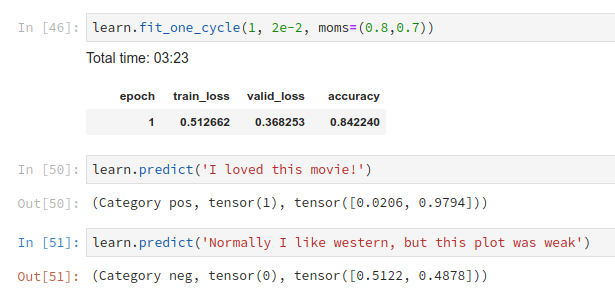 In [46]: learn.fit_one_cycle(1, 2e-2, moms=(0.8,0.7))
Total time: 03:23
epoch train_loss valid_loss accuracy
1 0.512662 0.368253 0.842240
In [50]: learn.predict('I loved this movie!')
Out[50]: (Category pos, tensor(1), tensor([0.0206, 0.9794]))
In [51]: learn.predict('Normally I like western, but this plot was weak')
Out[51]: (Category neg, tensor(0), tensor([0.5122, 0.4878]))